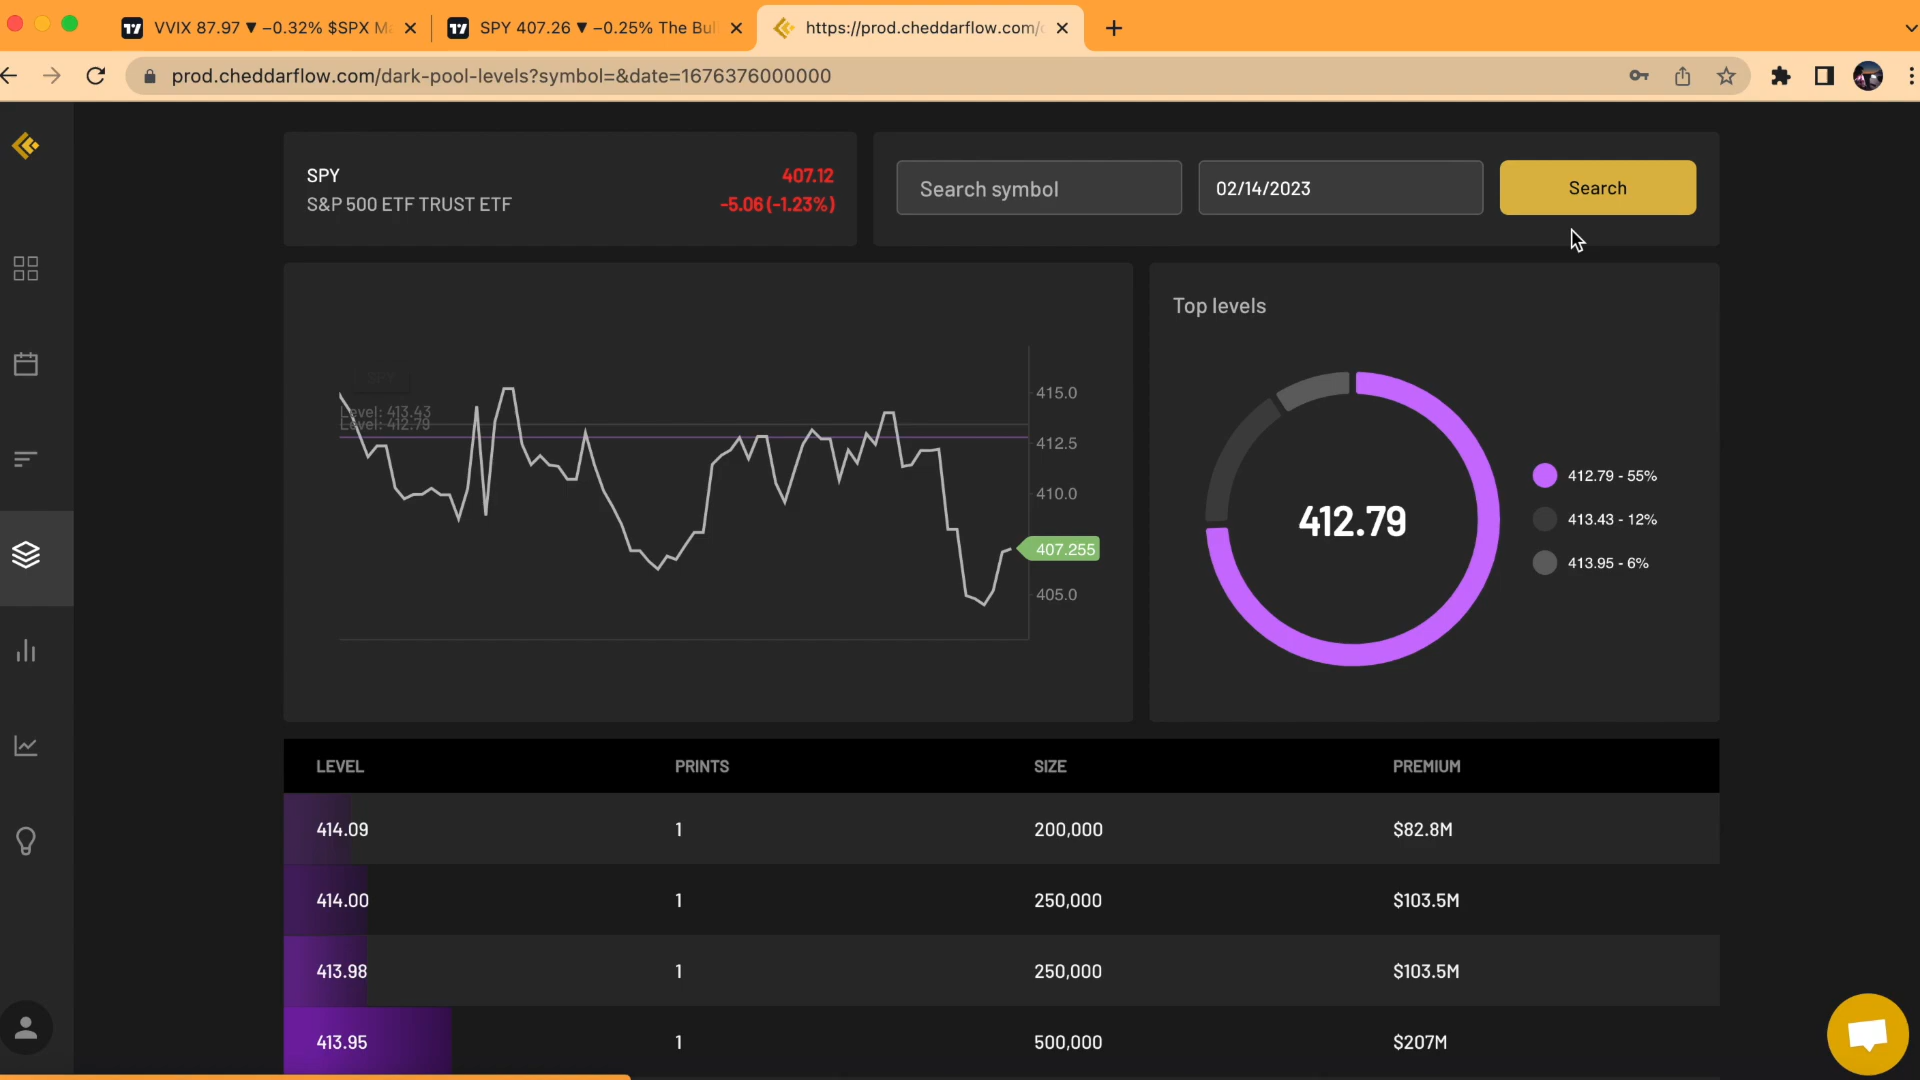 VVIX 87.97 ▼ −0.32% $SPX Ma
SPY 407.26 ▼ −0.25% The Bul
https://prod.cheddarflow.com/
prod.cheddarflow.com/dark-pool-levels?symbol=&date=1676376000000
SPY
407.12
S&P 500 ETF TRUST ETF
-5.06 (-1.23%)
Search symbol
02/14/2023
Search
Top levels
SPY
Level: 413.43
Level: 412.79
415.0
412.5
410.0
407.255
405.0
412.79
412.79 - 55%
413.43 - 12%
413.95 - 6%
LEVEL PRINTS SIZE PREMIUM
414.09 1 200,000 $82.8M
414.00 1 250,000 $103.5M
413.98 1 250,000 $103.5M
413.95 1 500,000 $207M